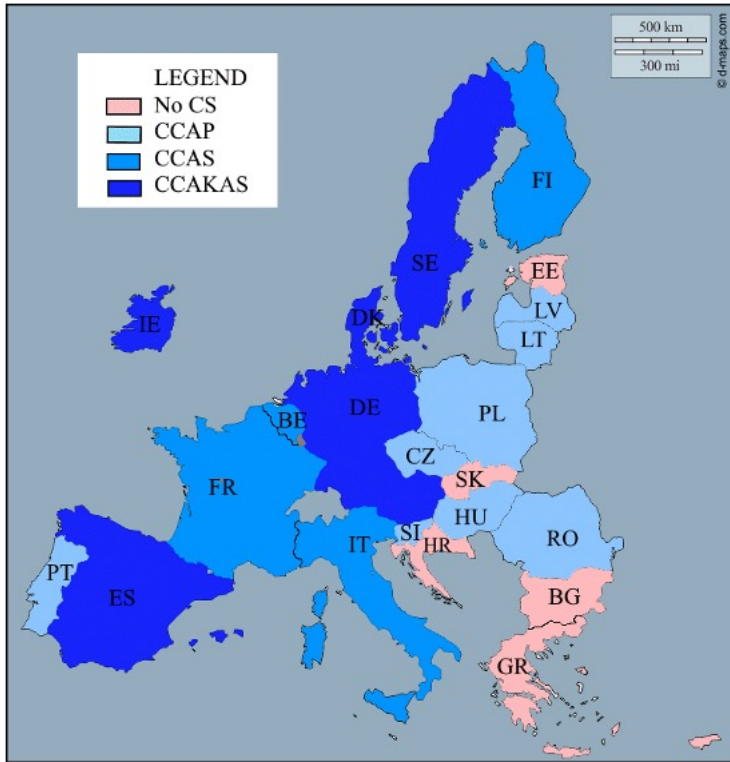 500 km
300 mi
© d-maps.com
LEGEND
No CS
CCAP
CCAS
CCAKAS
FI
SE
EE
LV
LT
IE
DK
DE
BE
PL
CZ
SK
FR
HU
SI
HR
IT
RO
PT
ES
BG
GR